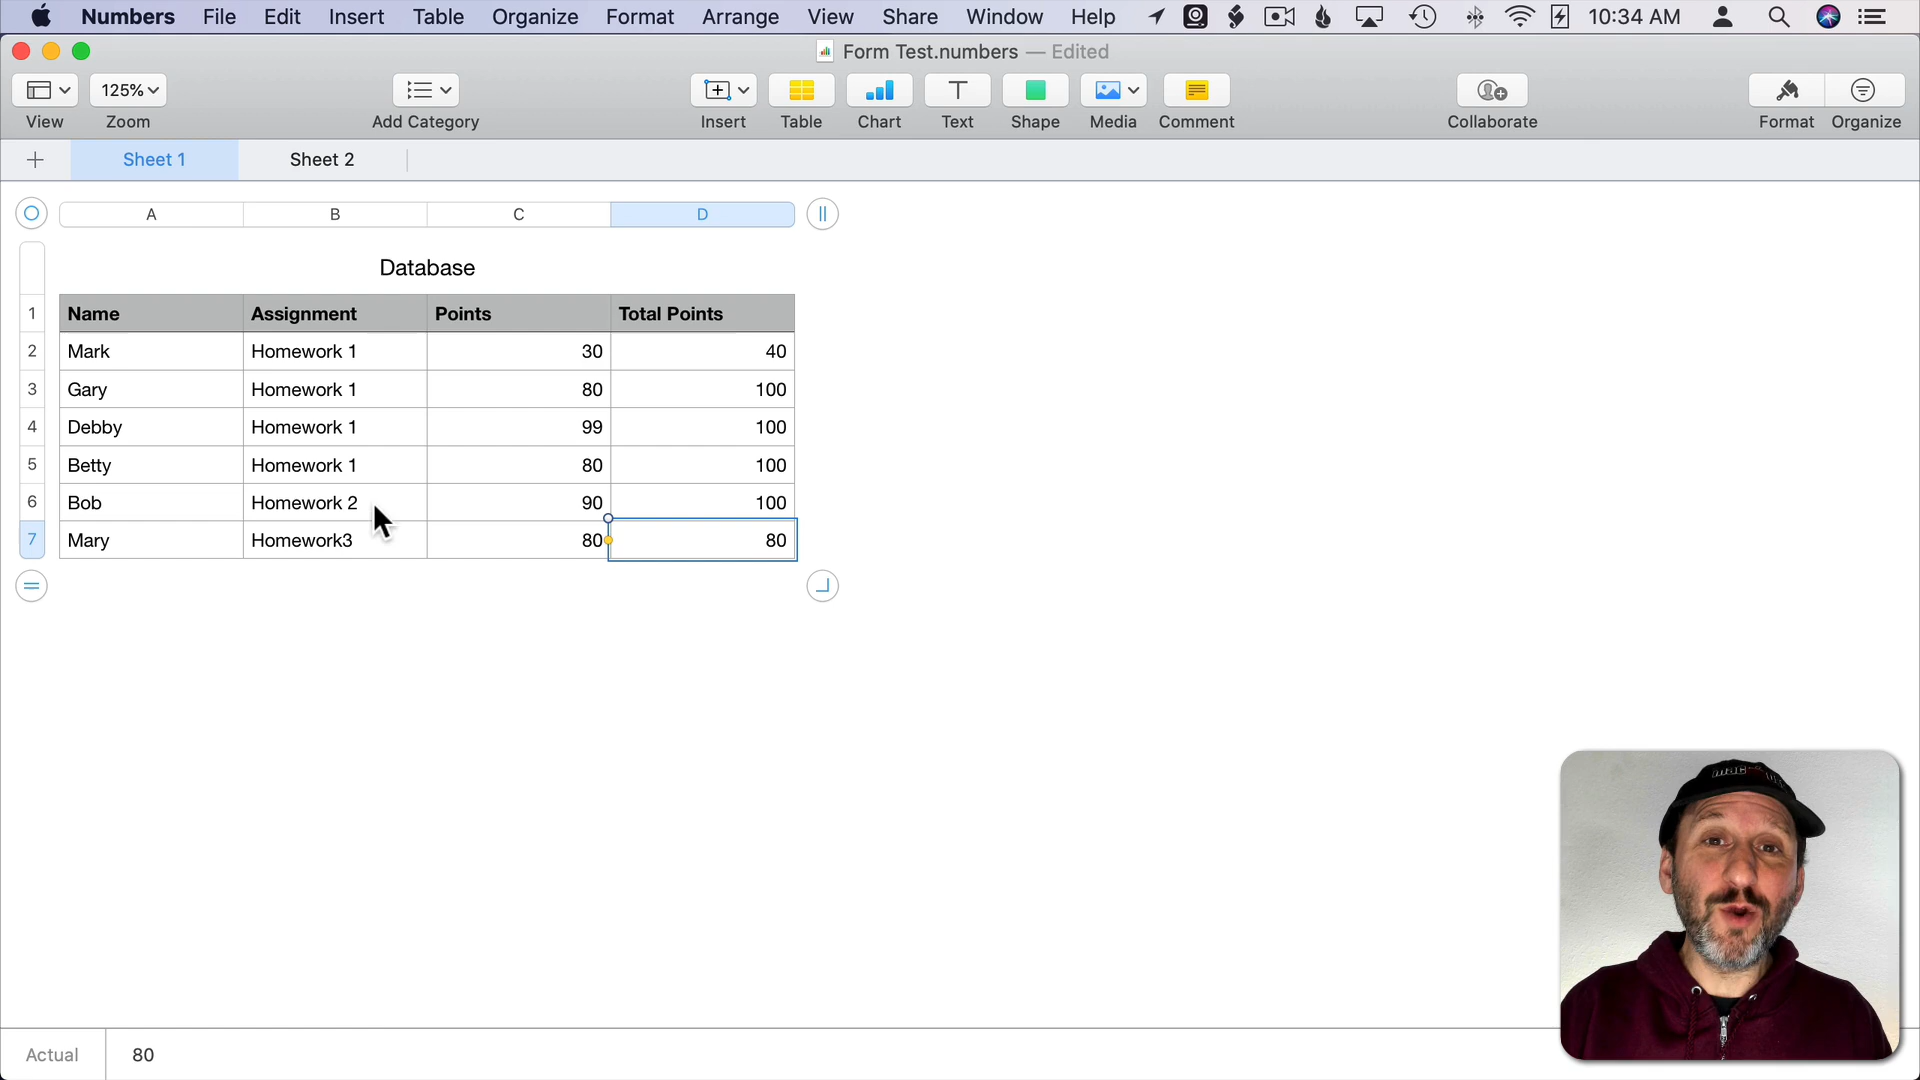 Numbers File Edit Insert Table Organize Format Arrange View Share Window Help 10:34 AM
Form Test.numbers — Edited
125%
View Zoom Add Category Insert Table Chart Text Shape Media Comment Collaborate Format Organize
Sheet 1 Sheet 2
A B C D
Database
1 Name Assignment Points Total Points
2 Mark Homework 1 30 40
3 Gary Homework 1 80 100
4 Debby Homework 1 99 100
5 Betty Homework 1 80 100
6 Bob Homework 2 90 100
7 Mary Homework3 80 80
Actual 80